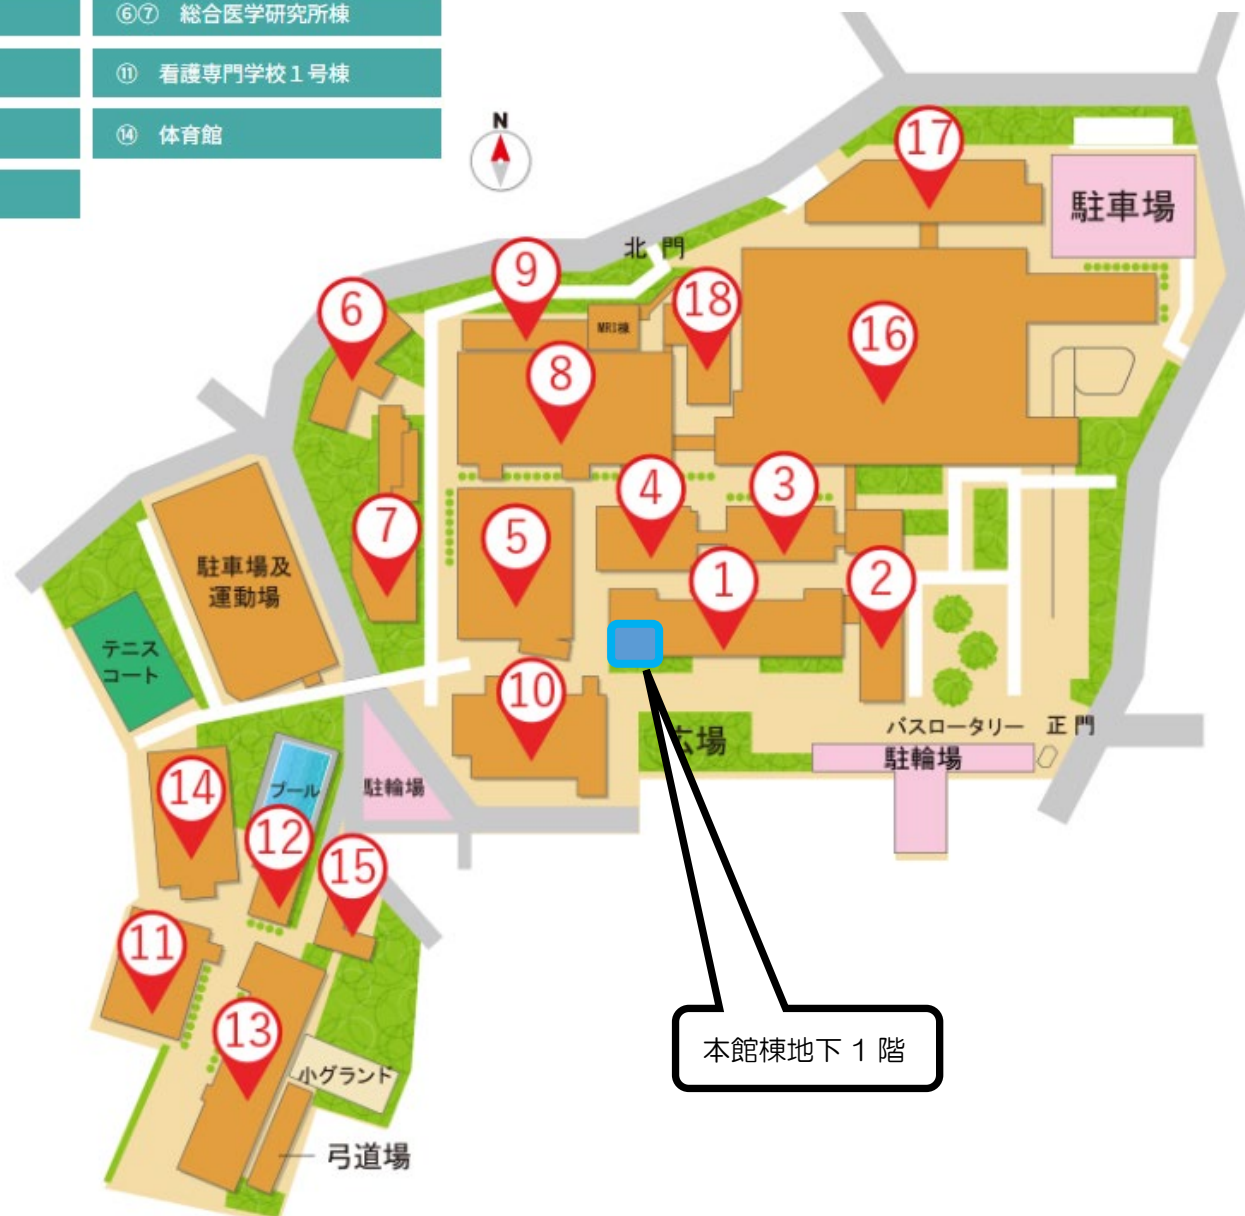 ⑥⑦ 総合医学研究所棟
⑪ 看護専門学校１号棟
⑭ 体育館
N
17
駐車場
北門
9
18
6
MRI棟
16
8
4
3
7
5
駐車場及
運動場
1
2
テニス
コート
10
広場
バスロータリー 正門
駐輪場
14
プール
駐輪場
12
15
11
13
本館棟地下 1 階
小グランド
弓道場